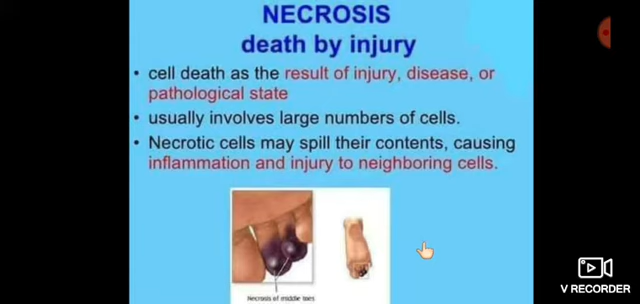 NECROSIS
death by injury
• cell death as the result of injury, disease, or
pathological state
• usually involves large numbers of cells.
• Necrotic cells may spill their contents, causing
inflammation and injury to neighboring cells.
Necrosis of middle toes
V RECORDER